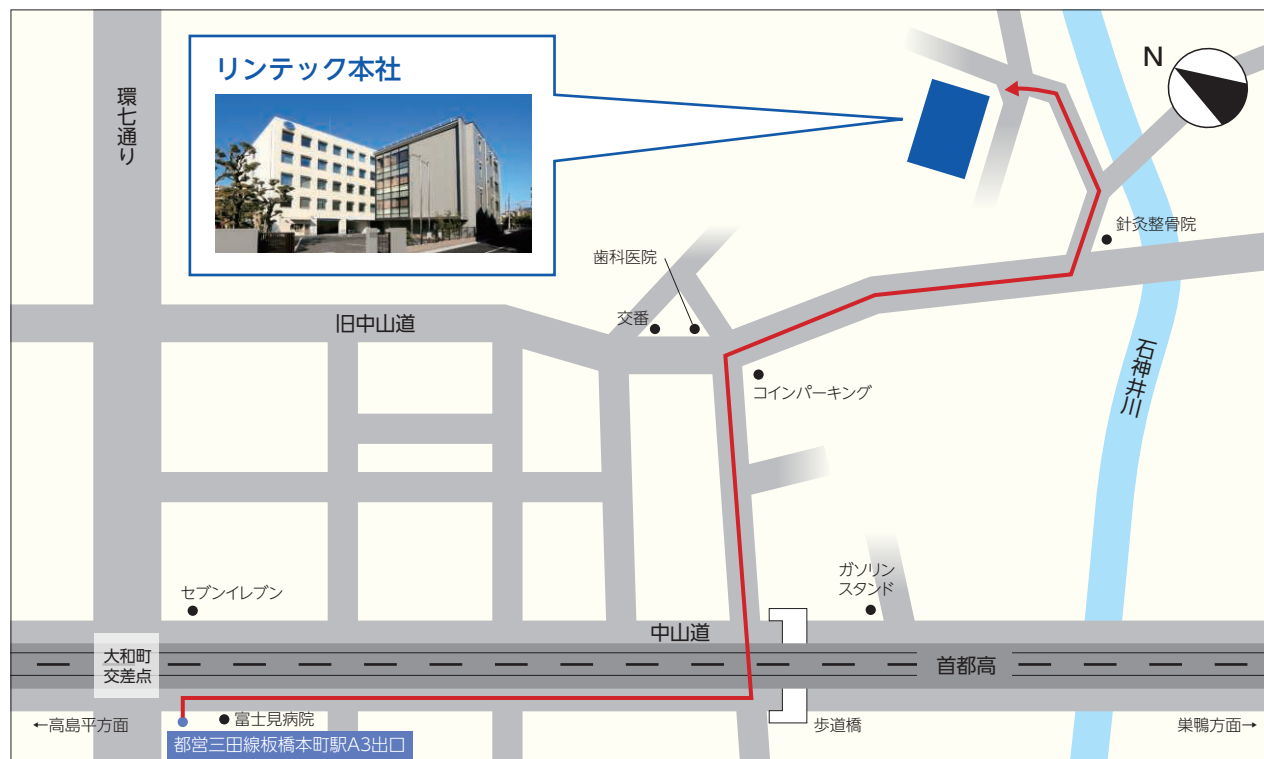 リンテック本社
N
環七通り
針灸整骨院
歯科医院
交番
旧中山道
コインパーキング
石神井川
セブンイレブン
ガソリン
スタンド
中山道
大和町
交差点
首都高
←高島平方面
富士見病院
歩道橋
巣鴨方面→
都営三田線板橋本町駅A3出口